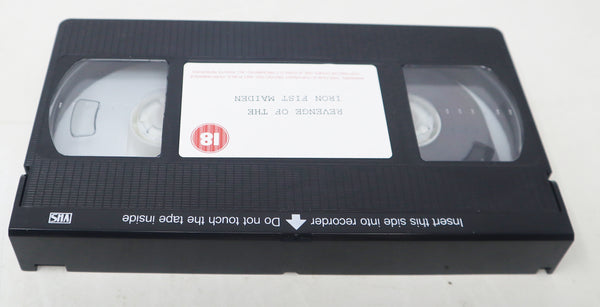 REVENGE OF THE
IRON FIST MAIDEN
18
Insert this side into recorder Do not touch the tape inside
VHS